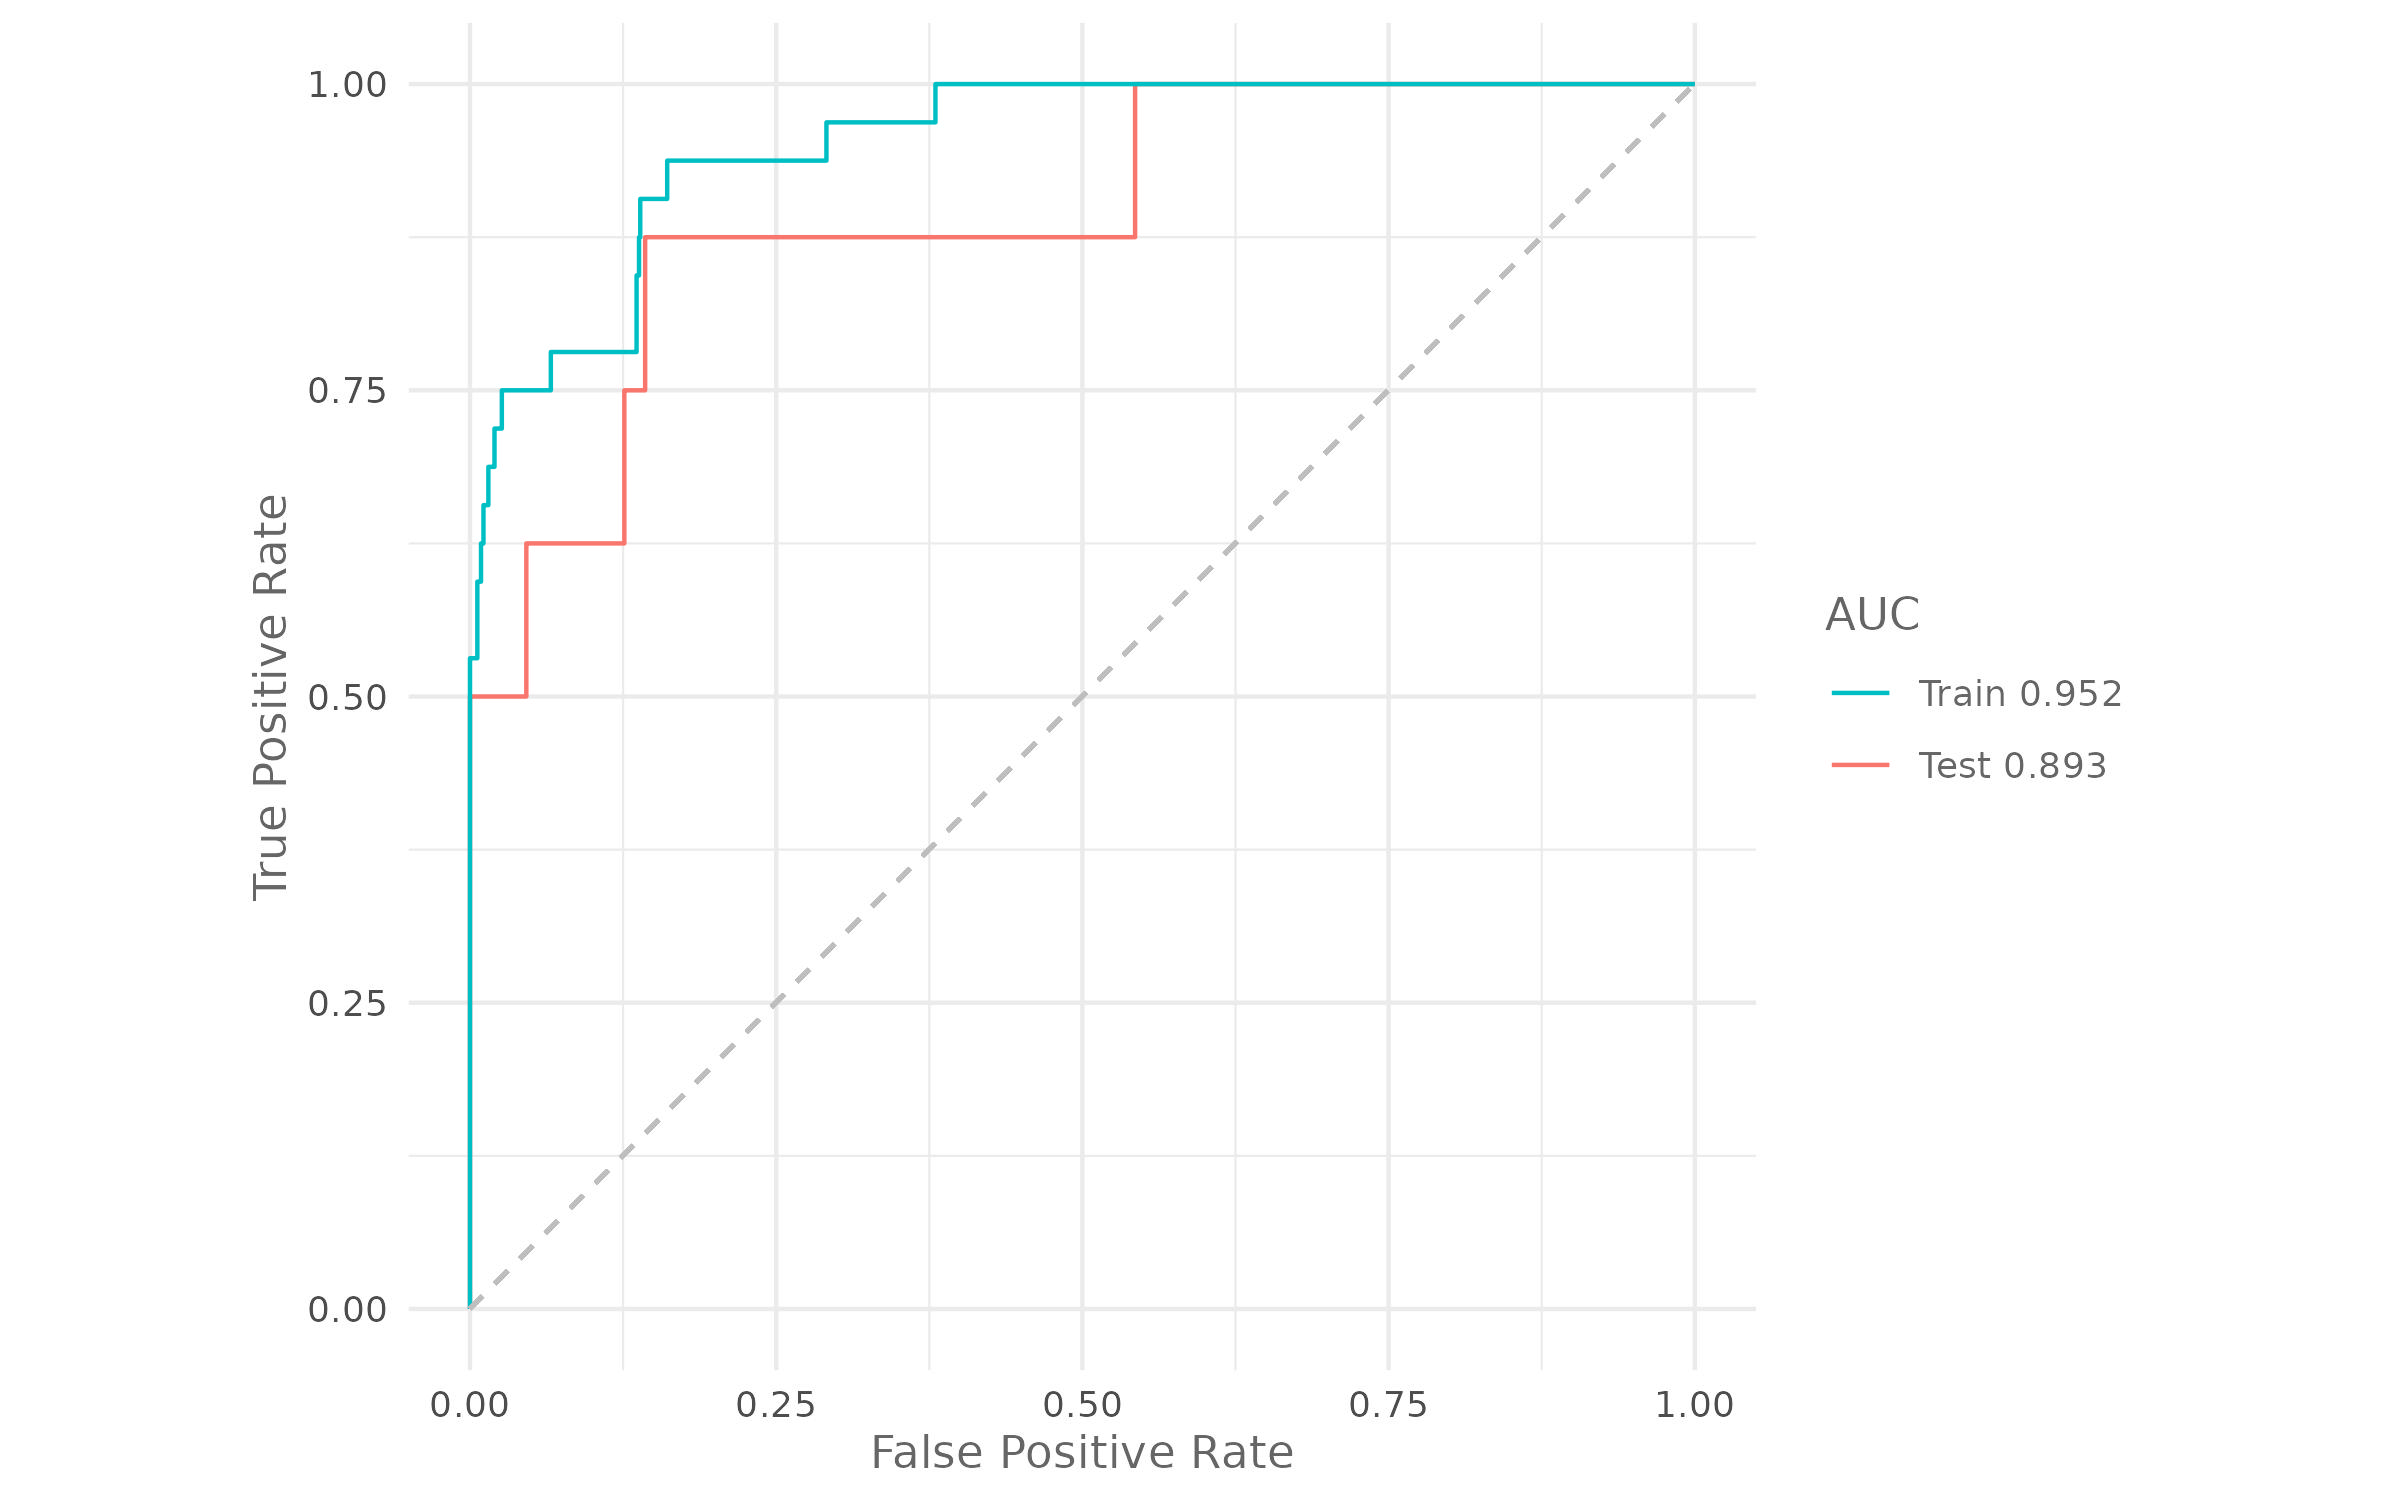 1.00
0.75
0.50
0.25
0.00
True Positive Rate
0.00 0.25 0.50 0.75 1.00
False Positive Rate
AUC
Train 0.952
Test 0.893